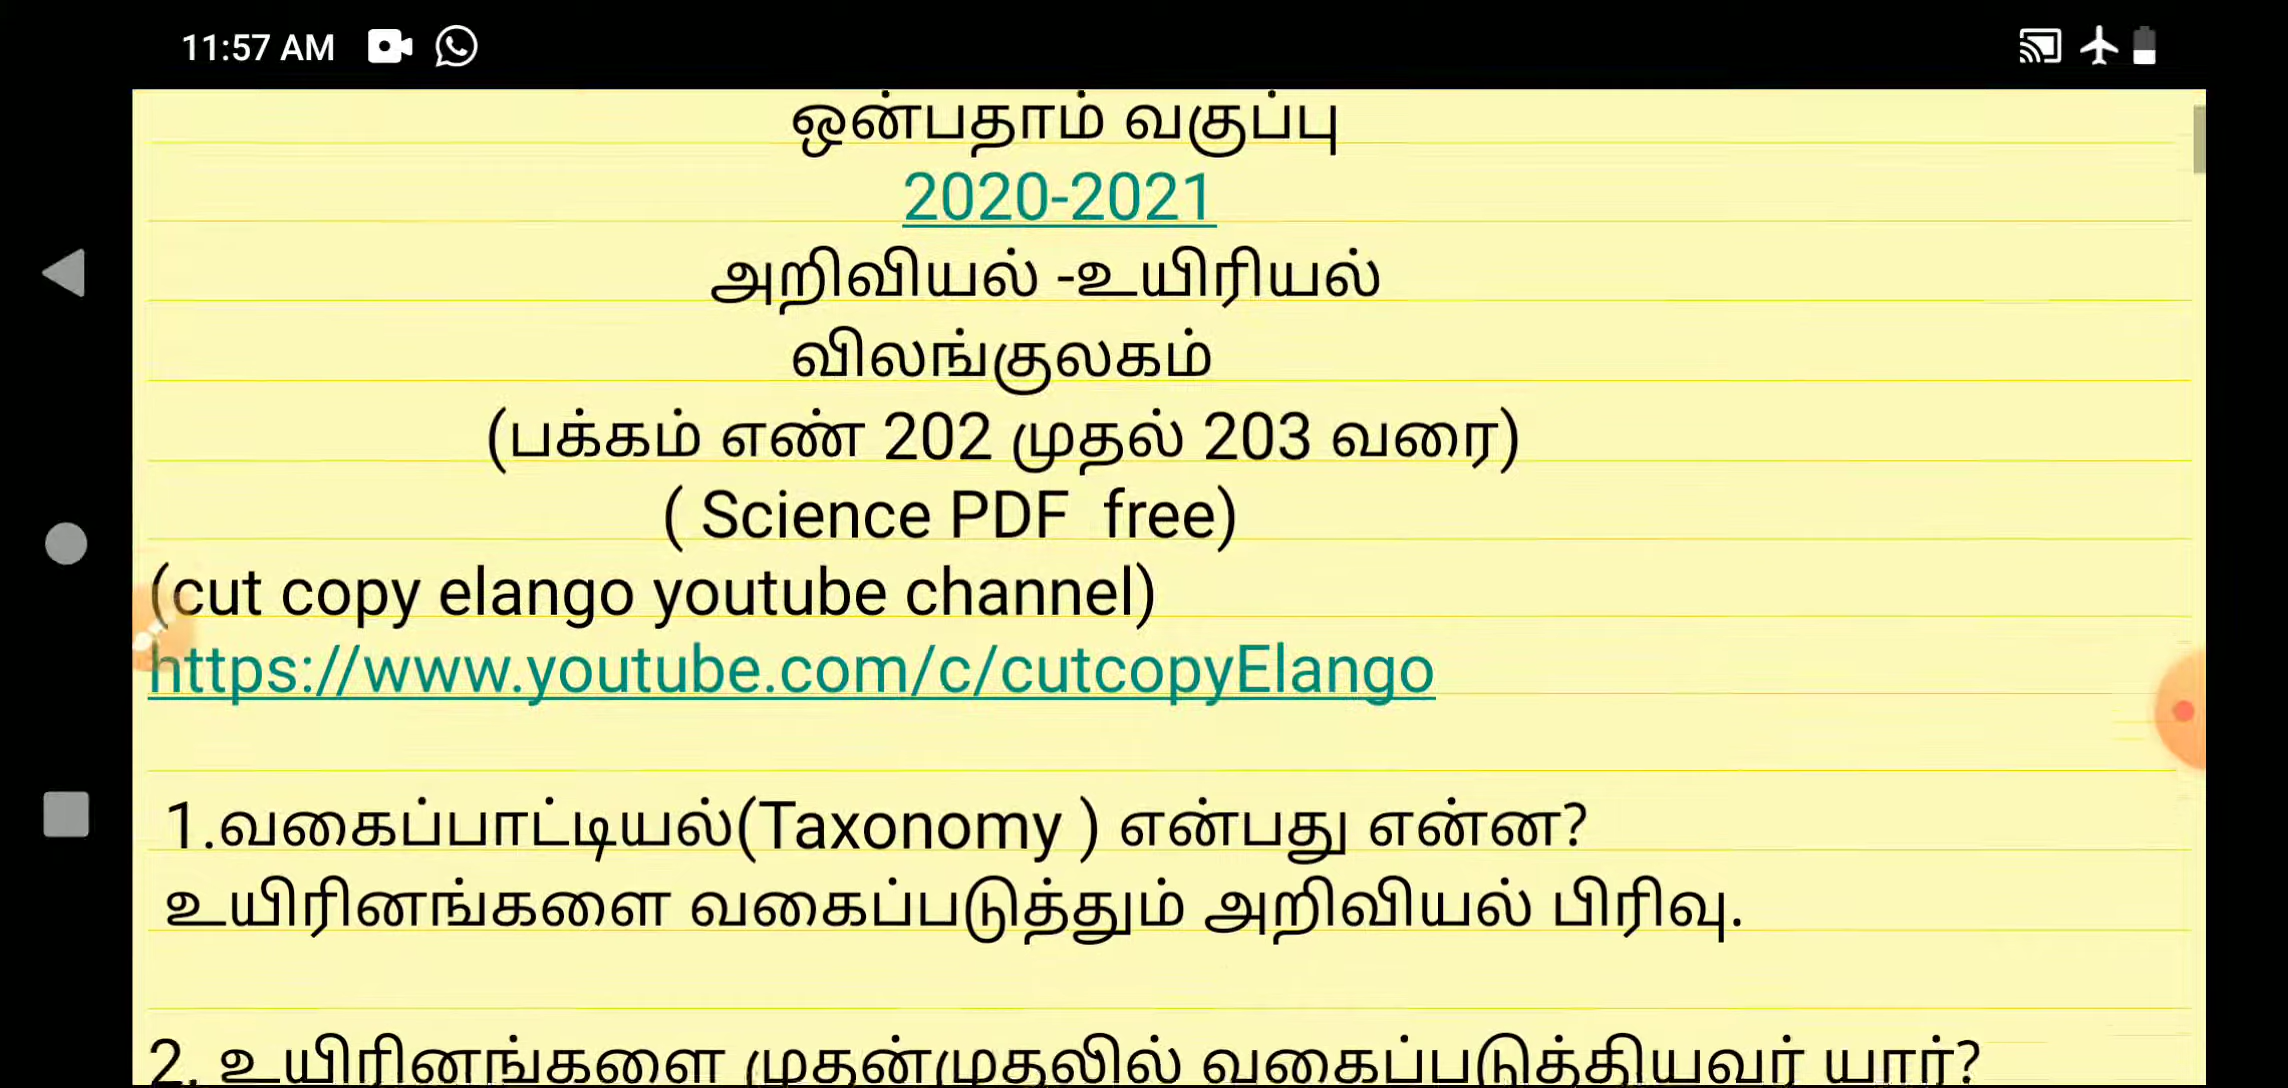 11:57 AM
ஒன்பதாம் வகுப்பு
2020-2021
அறிவியல் -உயிரியல்
விலங்குலகம்
(பக்கம் எண் 202 முதல் 203 வரை)
( Science PDF  free)
(cut copy elango youtube channel)
https://www.youtube.com/c/cutcopyElango
1.வகைப்பாட்டியல்(Taxonomy ) என்பது என்ன?
உயிரினங்களை வகைப்படுத்தும் அறிவியல் பிரிவு.
2. உயிரினங்களை முதன்முதலில் வகைப்படுத்தியவர் யார்?